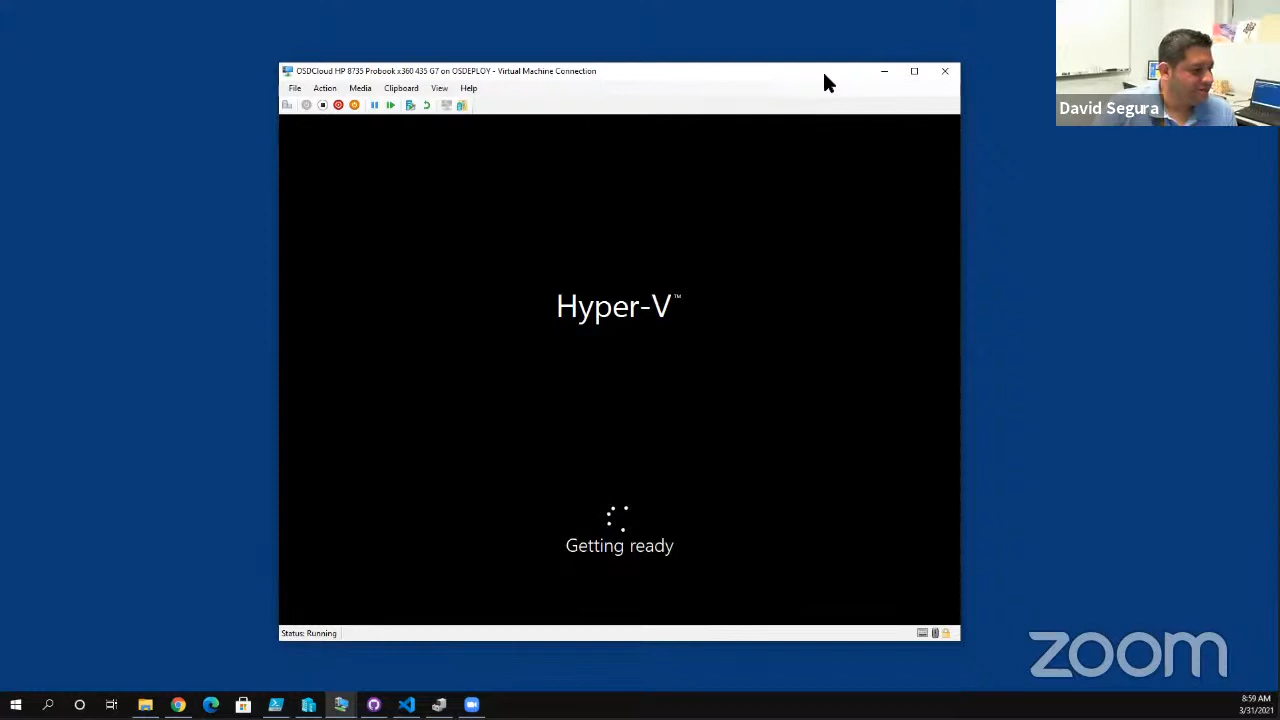 OSDCloud HP 8735 Probook x360 435 G7 on OSDEPLOY - Virtual Machine Connection
File Action Media Clipboard View Help
David Segura
Hyper-V™
Getting ready
Status: Running
zoom
8:59 AM
3/31/2021